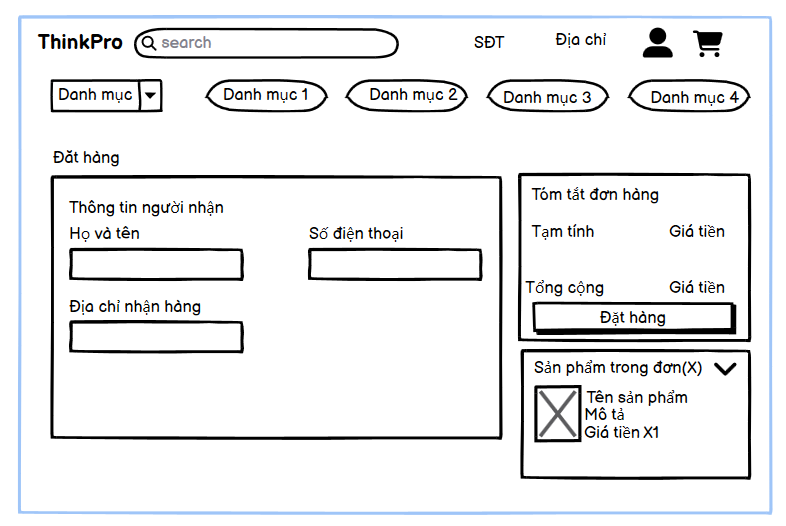 ThinkPro search SĐT Địa chỉ
Danh mục Danh mục 1 Danh mục 2 Danh mục 3 Danh mục 4
Đăt hàng
Thông tin người nhận
Họ và tên Số điện thoại
Địa chỉ nhận hàng
Tóm tắt đơn hàng
Tạm tính Giá tiền
Tổng cộng Giá tiền
Đặt hàng
Sản phẩm trong đơn(X)
Tên sản phẩm
Mô tả
Giá tiền X1